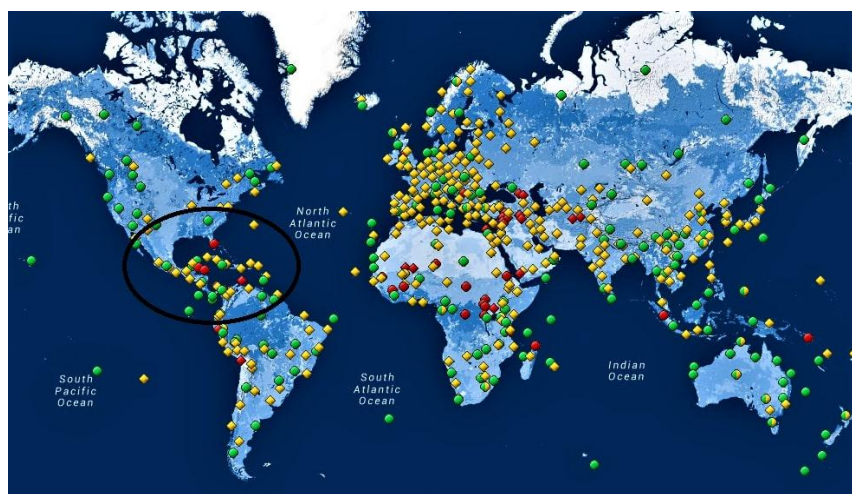 North
Atlantic
Ocean
South
Pacific
Ocean
South
Atlantic
Ocean
Indian
Ocean